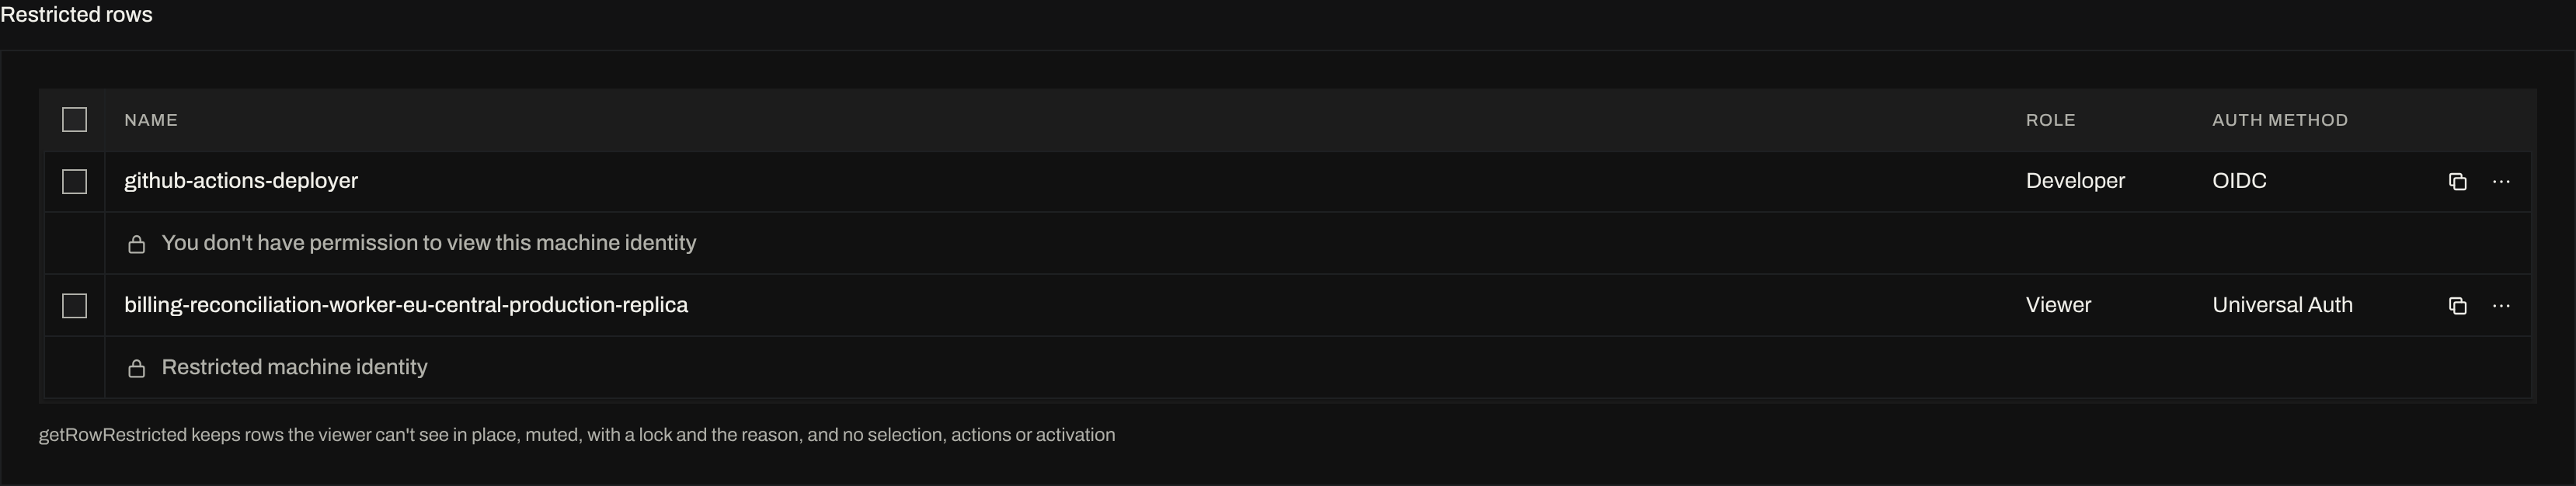 Restricted rows
NAME ROLE AUTH METHOD
github-actions-deployer Developer OIDC
You don't have permission to view this machine identity
billing-reconciliation-worker-eu-central-production-replica Viewer Universal Auth
Restricted machine identity
getRowRestricted keeps rows the viewer can't see in place, muted, with a lock and the reason, and no selection, actions or activation